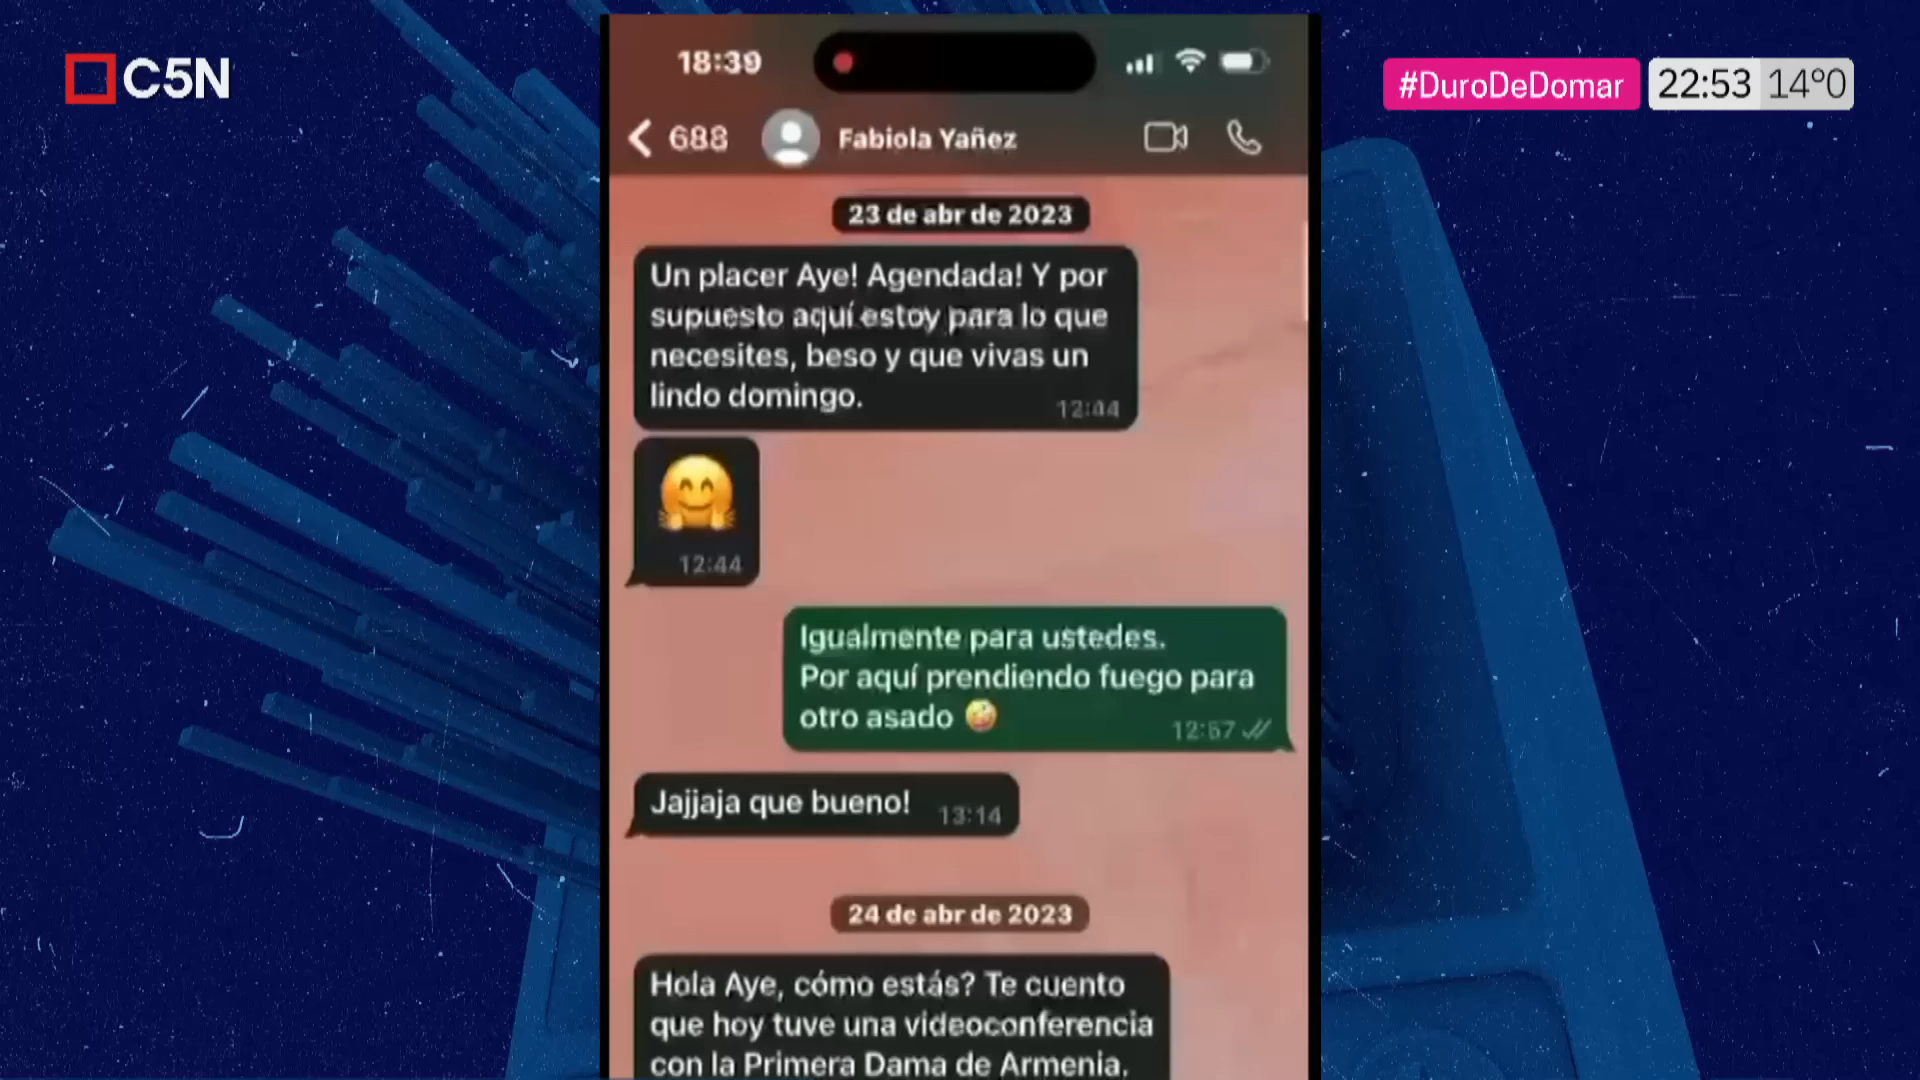 C5N
#DuroDeDomar
22:53 14º0
18:39
688
Fabiola Yañez
23 de abr de 2023
Un placer Aye! Agendada! Y por
supuesto aquí estoy para lo que
necesites, beso y que vivas un
lindo domingo.
12:44
12:44
Igualmente para ustedes.
Por aquí prendiendo fuego para
otro asado
12:57
Jajjaja que bueno!
13:14
24 de abr de 2023
Hola Aye, cómo estás? Te cuento
que hoy tuve una videoconferencia
con la Primera Dama de Armenia,